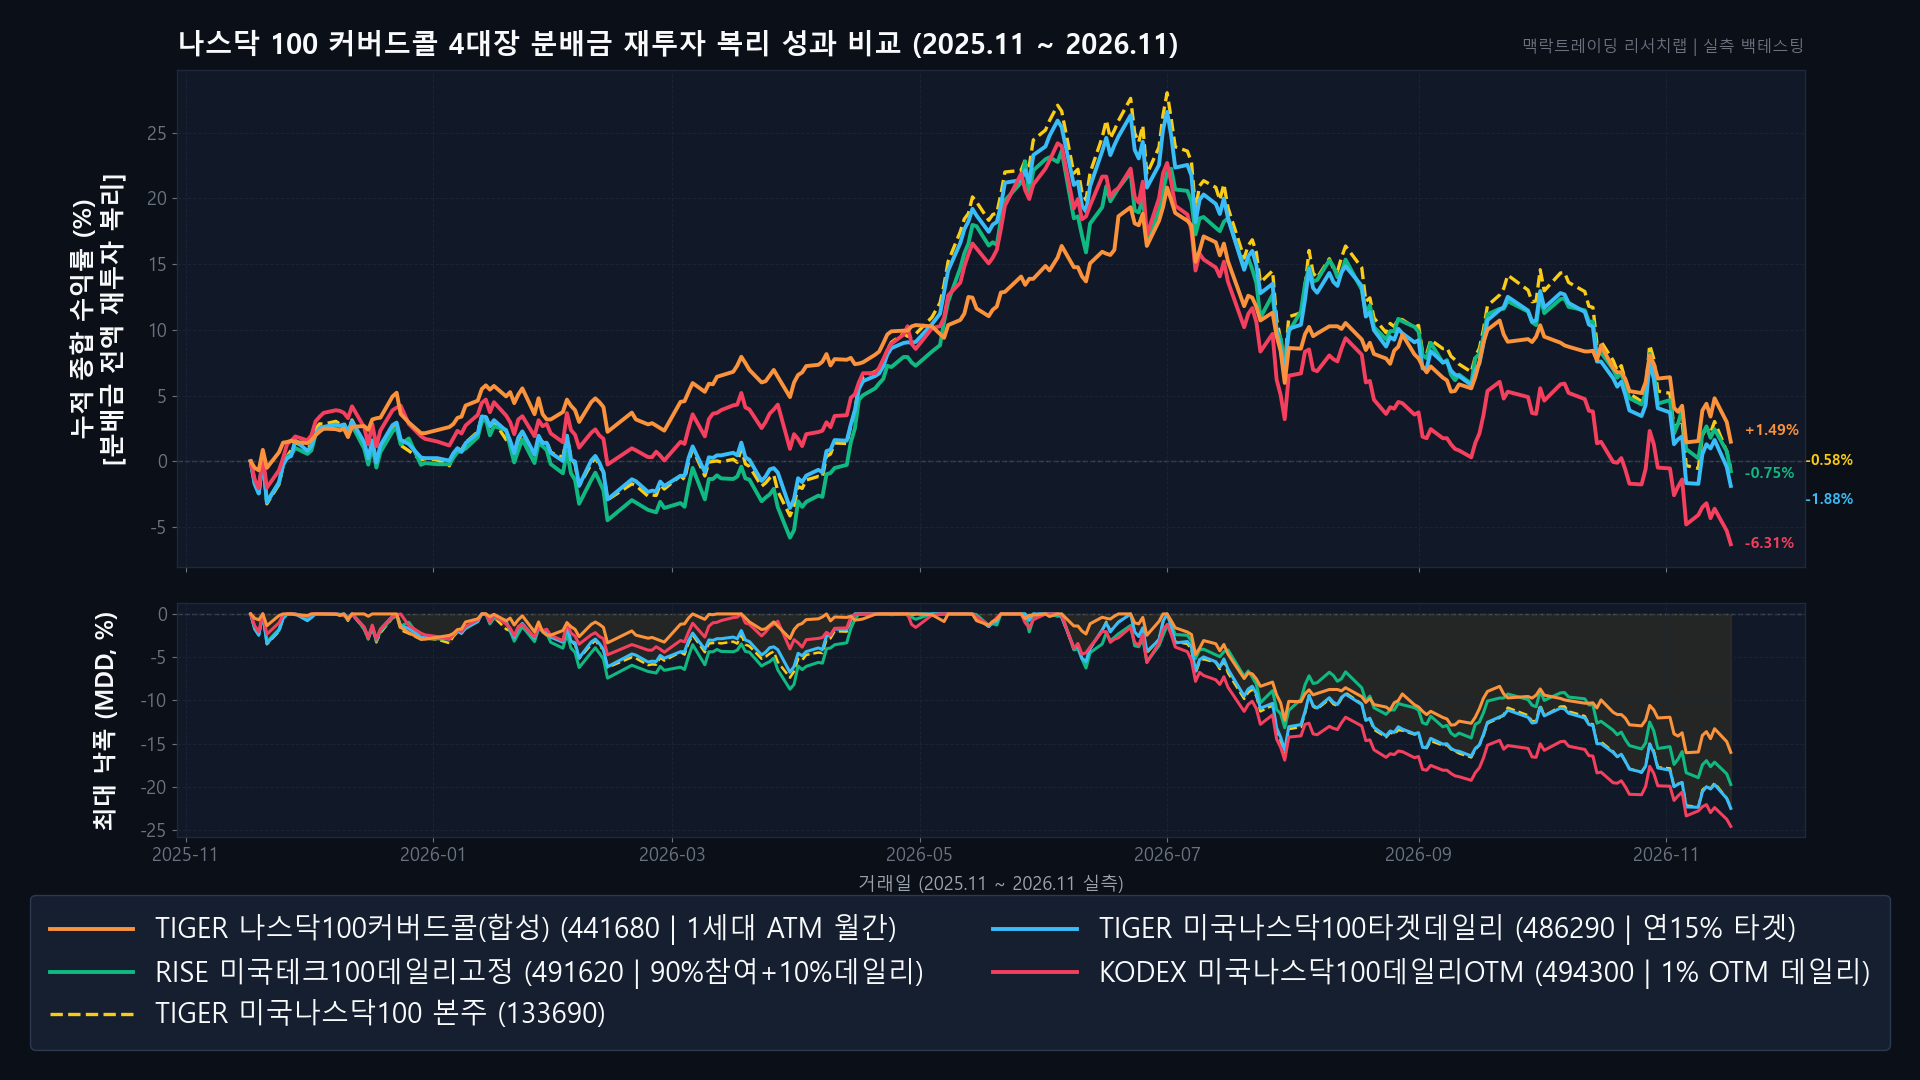 나스닥 100 커버드콜 4대장 분배금 재투자 복리 성과 비교 (2025.11 ~ 2026.11)
맥락트레이딩 리서치랩 | 실측 백테스팅
누적 종합 수익률 (%)
[분배금 전액 재투자 복리]
25
20
15
10
5
0
-5
+1.49%
-0.58%
-0.75%
-1.88%
-6.31%
최대 낙폭 (MDD, %)
0
-5
-10
-15
-20
-25
2025-11
2026-01
2026-03
2026-05
2026-07
2026-09
2026-11
거래일 (2025.11 ~ 2026.11 실측)
TIGER 나스닥100커버드콜(합성) (441680 | 1세대 ATM 월간)
RISE 미국테크100데일리고정 (491620 | 90%참여+10%데일리)
TIGER 미국나스닥100 본주 (133690)
TIGER 미국나스닥100타겟데일리 (486290 | 연15% 타겟)
KODEX 미국나스닥100데일리OTM (494300 | 1% OTM 데일리)